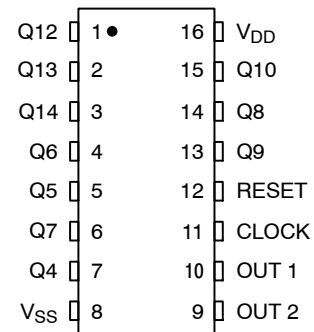 Q12 1 16 VDD
Q13 2 15 Q10
Q14 3 14 Q8
Q6 4 13 Q9
Q5 5 12 RESET
Q7 6 11 CLOCK
Q4 7 10 OUT 1
VSS 8 9 OUT 2